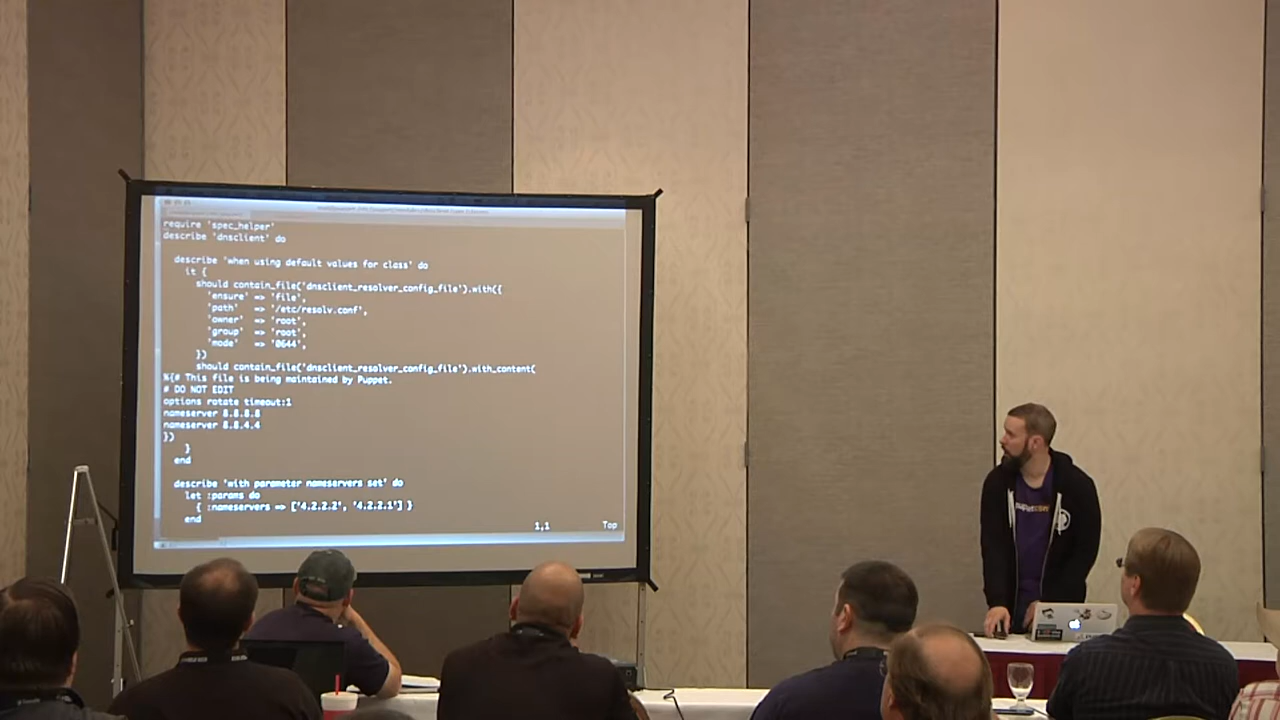 require 'spec_helper'
describe 'dnsclient' do
describe 'when using default values for class' do
it {
should contain_file('dnsclient_resolver_config_file').with({
'ensure' => 'file',
'path' => '/etc/resolv.conf',
'owner' => 'root',
'group' => 'root',
'mode' => '0644',
})
should contain_file('dnsclient_resolver_config_file').with_content(
%{# This file is being maintained by Puppet.
# DO NOT EDIT
options rotate timeout:1
nameserver 8.8.8.8
nameserver 8.8.4.4
})
}
end
describe 'with parameter nameservers set' do
let :params do
{ :nameservers => ['4.2.2.2', '4.2.2.1'] }
end
1,1 Top